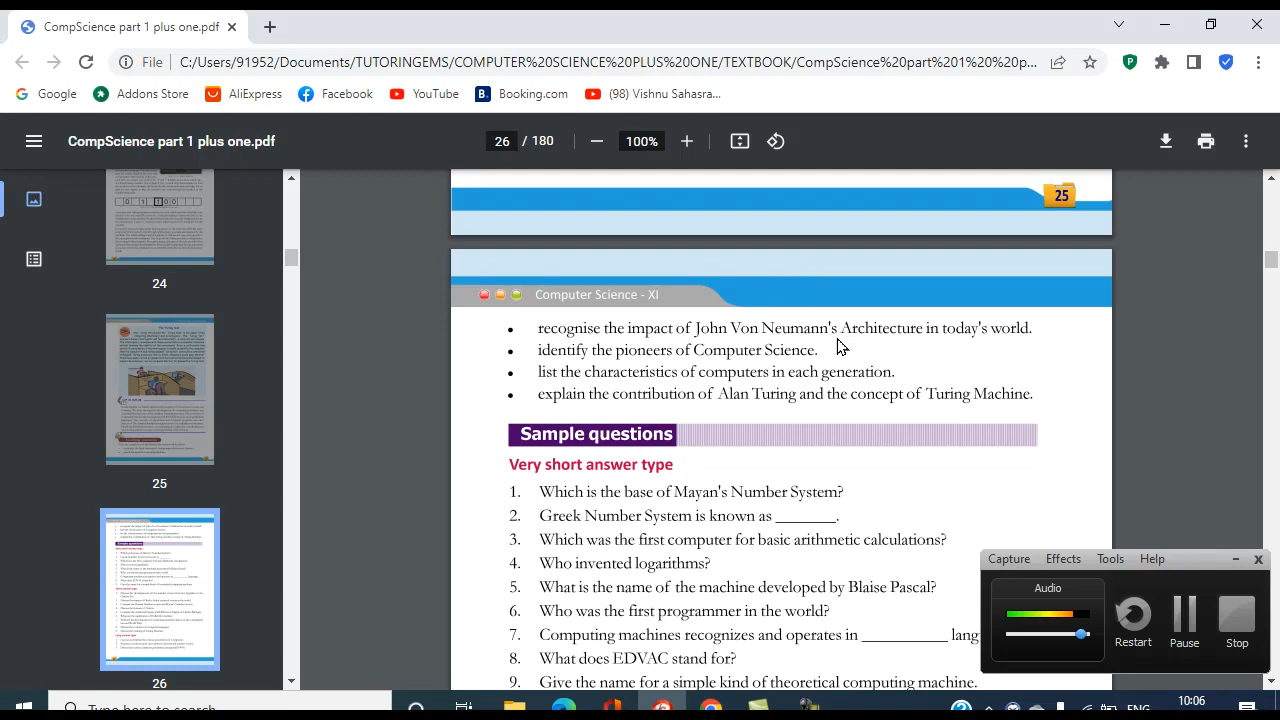 CompScience part 1 plus one.pdf
File C:/Users/91952/Documents/TUTORINGEMS/COMPUTER%20SCIENCE%20PLUS%20ONE/TEXTBOOK/CompScience%20part%201%20%20p...
Google Addons Store AliExpress Facebook YouTube Booking.com (98) Vishnu Sahasra...
CompScience part 1 plus one.pdf 26 / 180 100%
25
24
25
26
Computer Science - XI
• recognise the impact of John Von Neumann's Architecture in today's world.
• identify the pioneers of Computer Science.
• list the characteristics of computers in each generation.
• explain the contribution of Alan Turing and the concept of Turing Machine.
Sample questions
Very short answer type
1. Which is the base of Mayan's Number System?
2. Greek Number System is known as
3. Which was the first computer for basic arithmetic calculations?
4. Who invented logarithms?
5. What is the name of the machine developed by Blaise Pascal?
6. Who was the first programmer in the world.
7. Computing machines recognize and operate in
8. What does EDVAC stand for?
9. Give the name for a simple kind of theoretical computing machine.
Capture Effects Tools Help
Audio
Restart Pause Stop
Type here to search
ENG 10:06